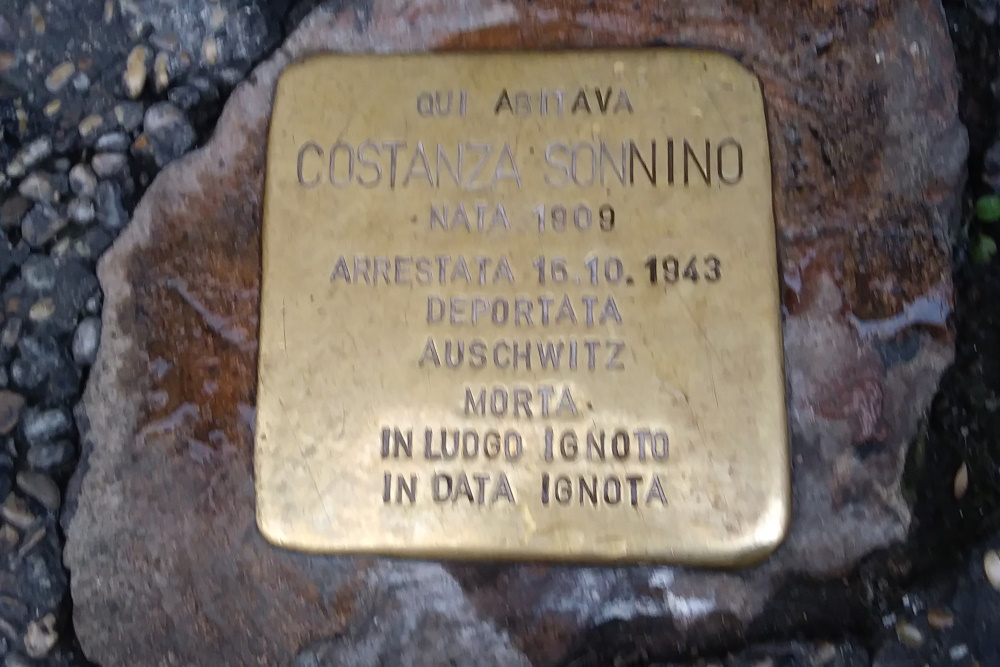 QUI ABITAVA
COSTANZA SONNINO
NATA 1909
ARRESTATA 16.10.1943
DEPORTATA
AUSCHWITZ
MORTA
IN LUOGO IGNOTO
IN DATA IGNOTA